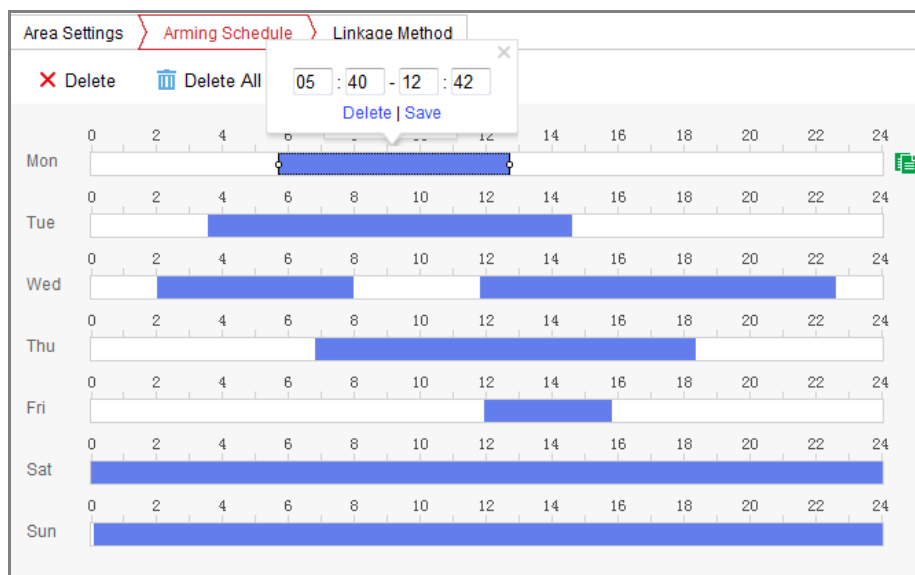 Area Settings Arming Schedule Linkage Method
Delete Delete All
05 : 40 - 12 : 42
Delete | Save
0 2 4 6 12 14 16 18 20 22 24
Mon
0 2 4 6 8 10 12 14 16 18 20 22 24
Tue
0 2 4 6 8 10 12 14 16 18 20 22 24
Wed
0 2 4 6 8 10 12 14 16 18 20 22 24
Thu
0 2 4 6 8 10 12 14 16 18 20 22 24
Fri
0 2 4 6 8 10 12 14 16 18 20 22 24
Sat
0 2 4 6 8 10 12 14 16 18 20 22 24
Sun